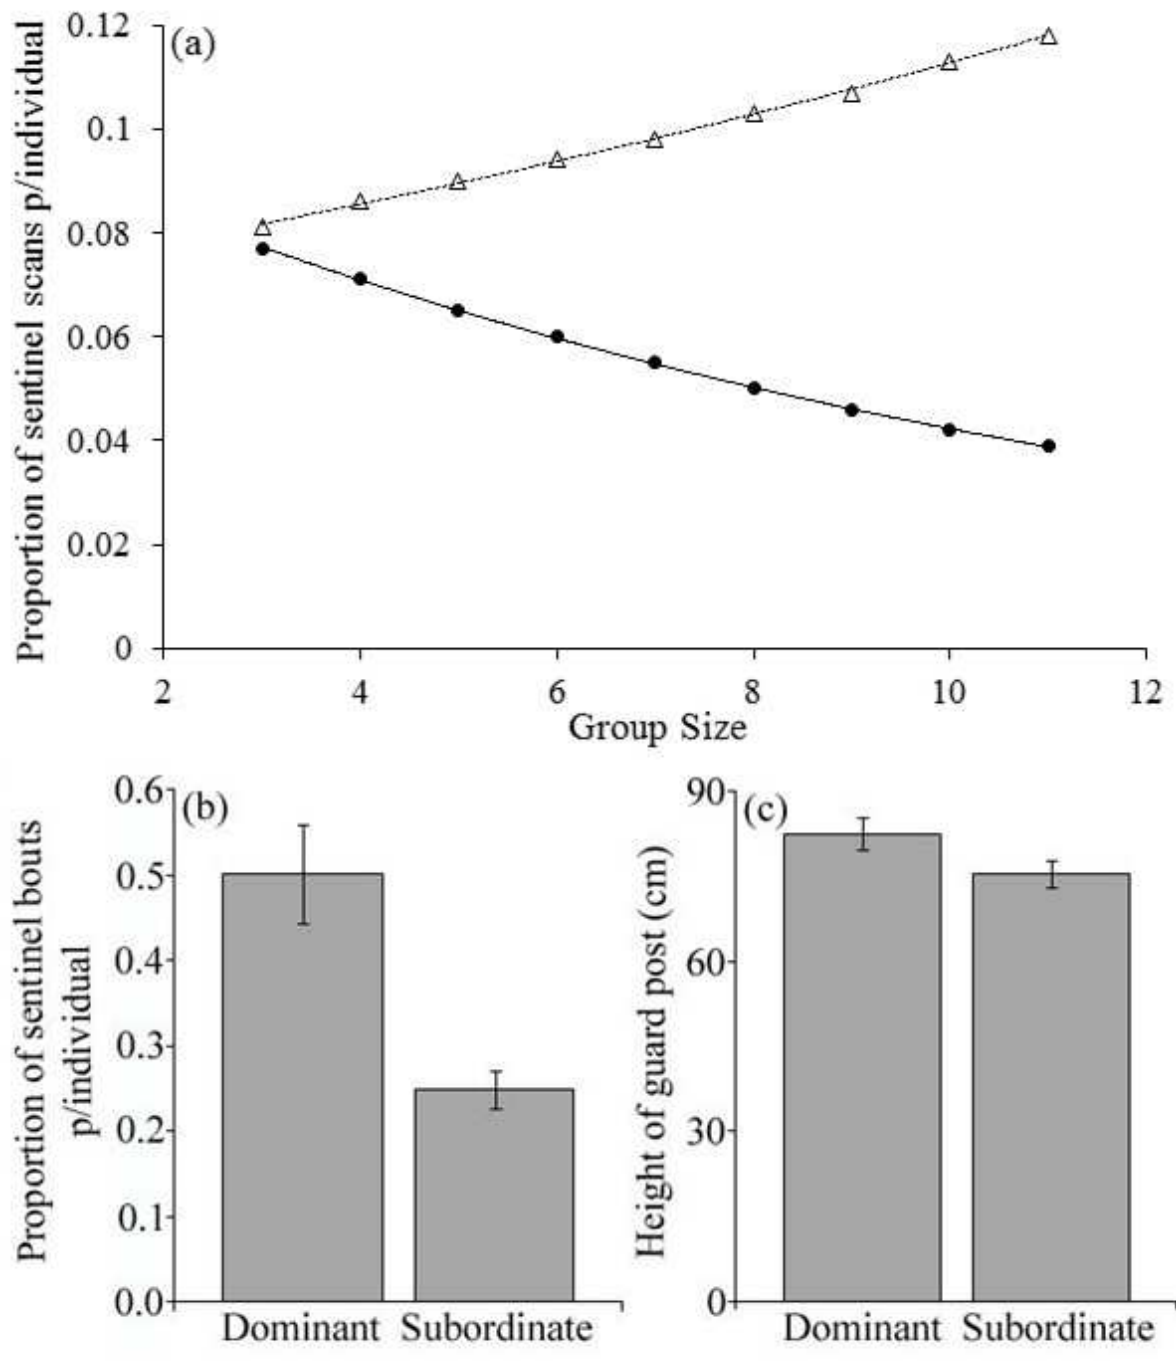 Proportion of sentinel scans p/individual
(a)
0.12
0.1
0.08
0.06
0.04
0.02
0
2 4 6 8 10 12
Group Size
Proportion of sentinel bouts
p/individual
(b)
0.6
0.5
0.4
0.3
0.2
0.1
0.0
Dominant Subordinate
Height of guard post (cm)
(c)
90
60
30
0
Dominant Subordinate